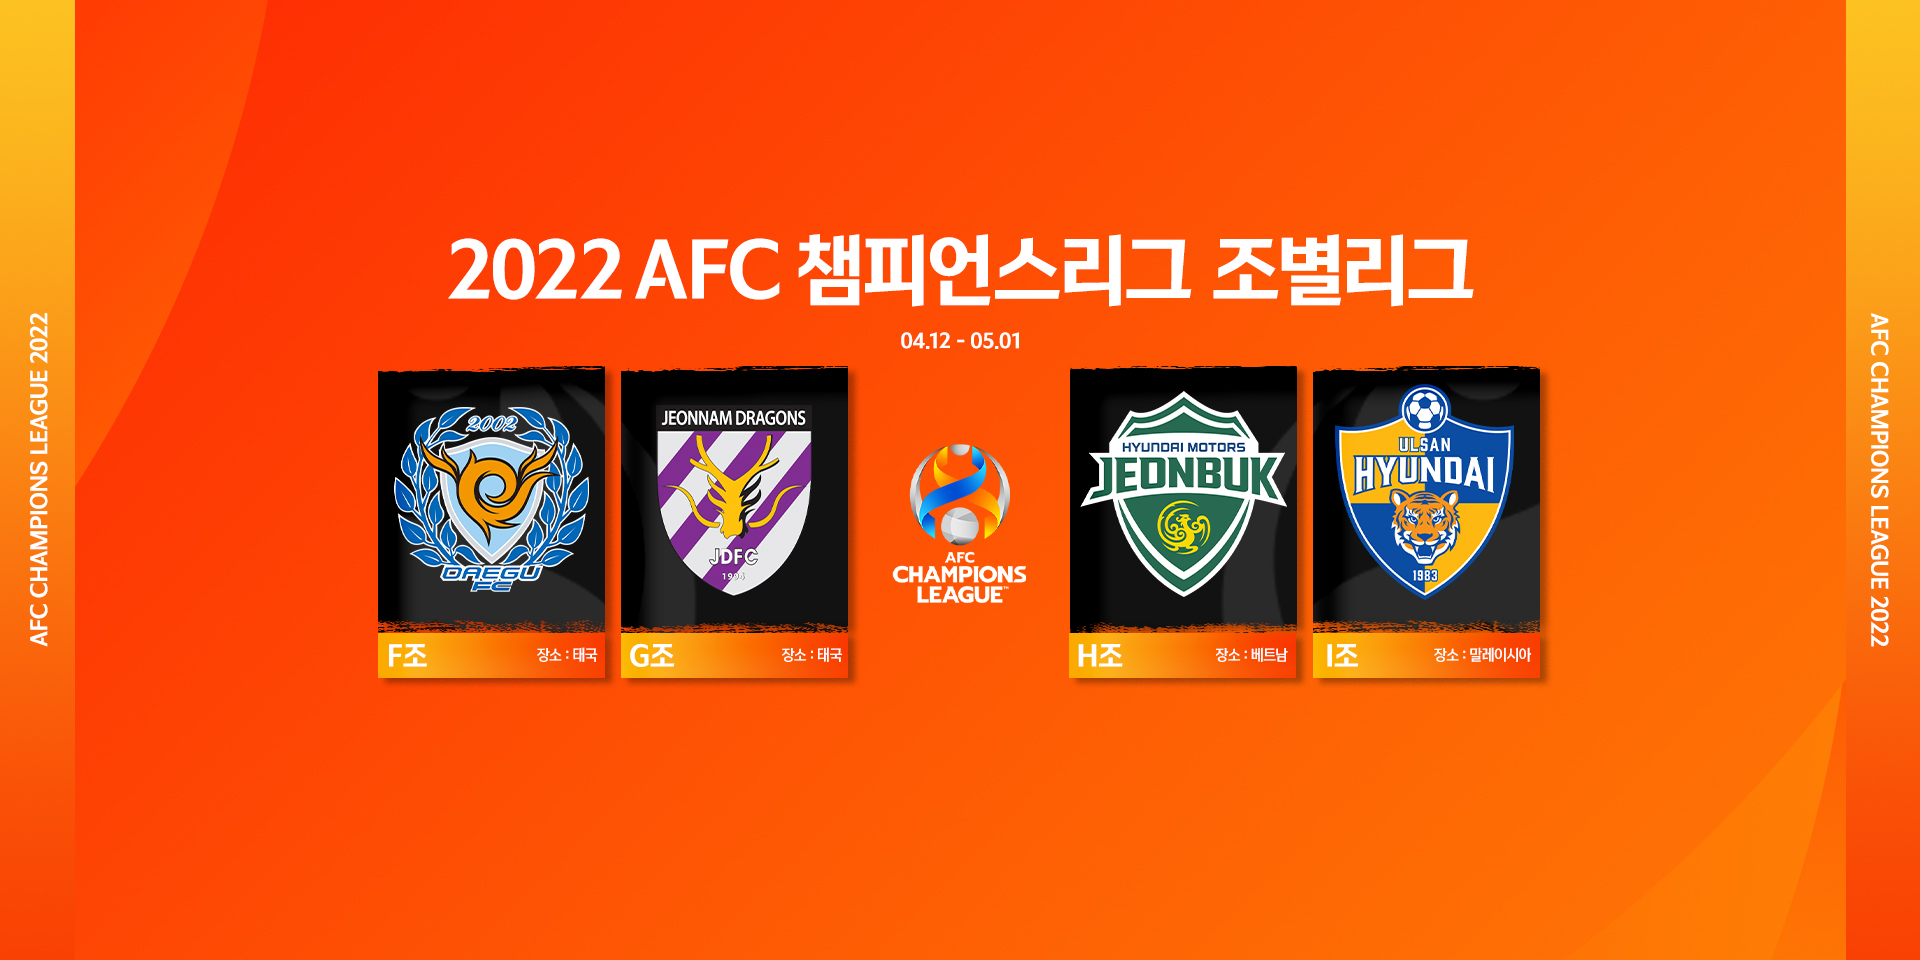 2022 AFC 챔피언스리그 조별리그
04.12 - 05.01
AFC CHAMPIONS LEAGUE 2022
2002
DAEGU
FC
F조
장소 : 태국
JEONNAM DRAGONS
JDFC
1994
G조
장소 : 태국
AFC
CHAMPIONS
LEAGUE™
HYUNDAI MOTORS
JEONBUK
H조
장소 : 베트남
ULSAN
HYUNDAI
1983
I조
장소 : 말레이시아
AFC CHAMPIONS LEAGUE 2022